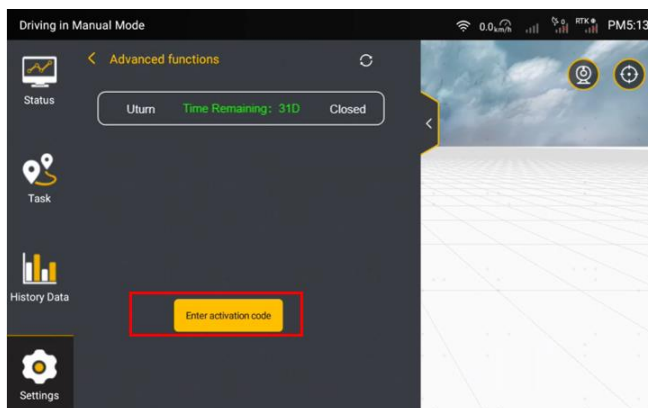 Driving in Manual Mode
0.0km/h
0
RTK
PM5:13
Status
Advanced functions
Uturn Time Remaining: 31D Closed
Task
History Data
Enter activation code
Settings